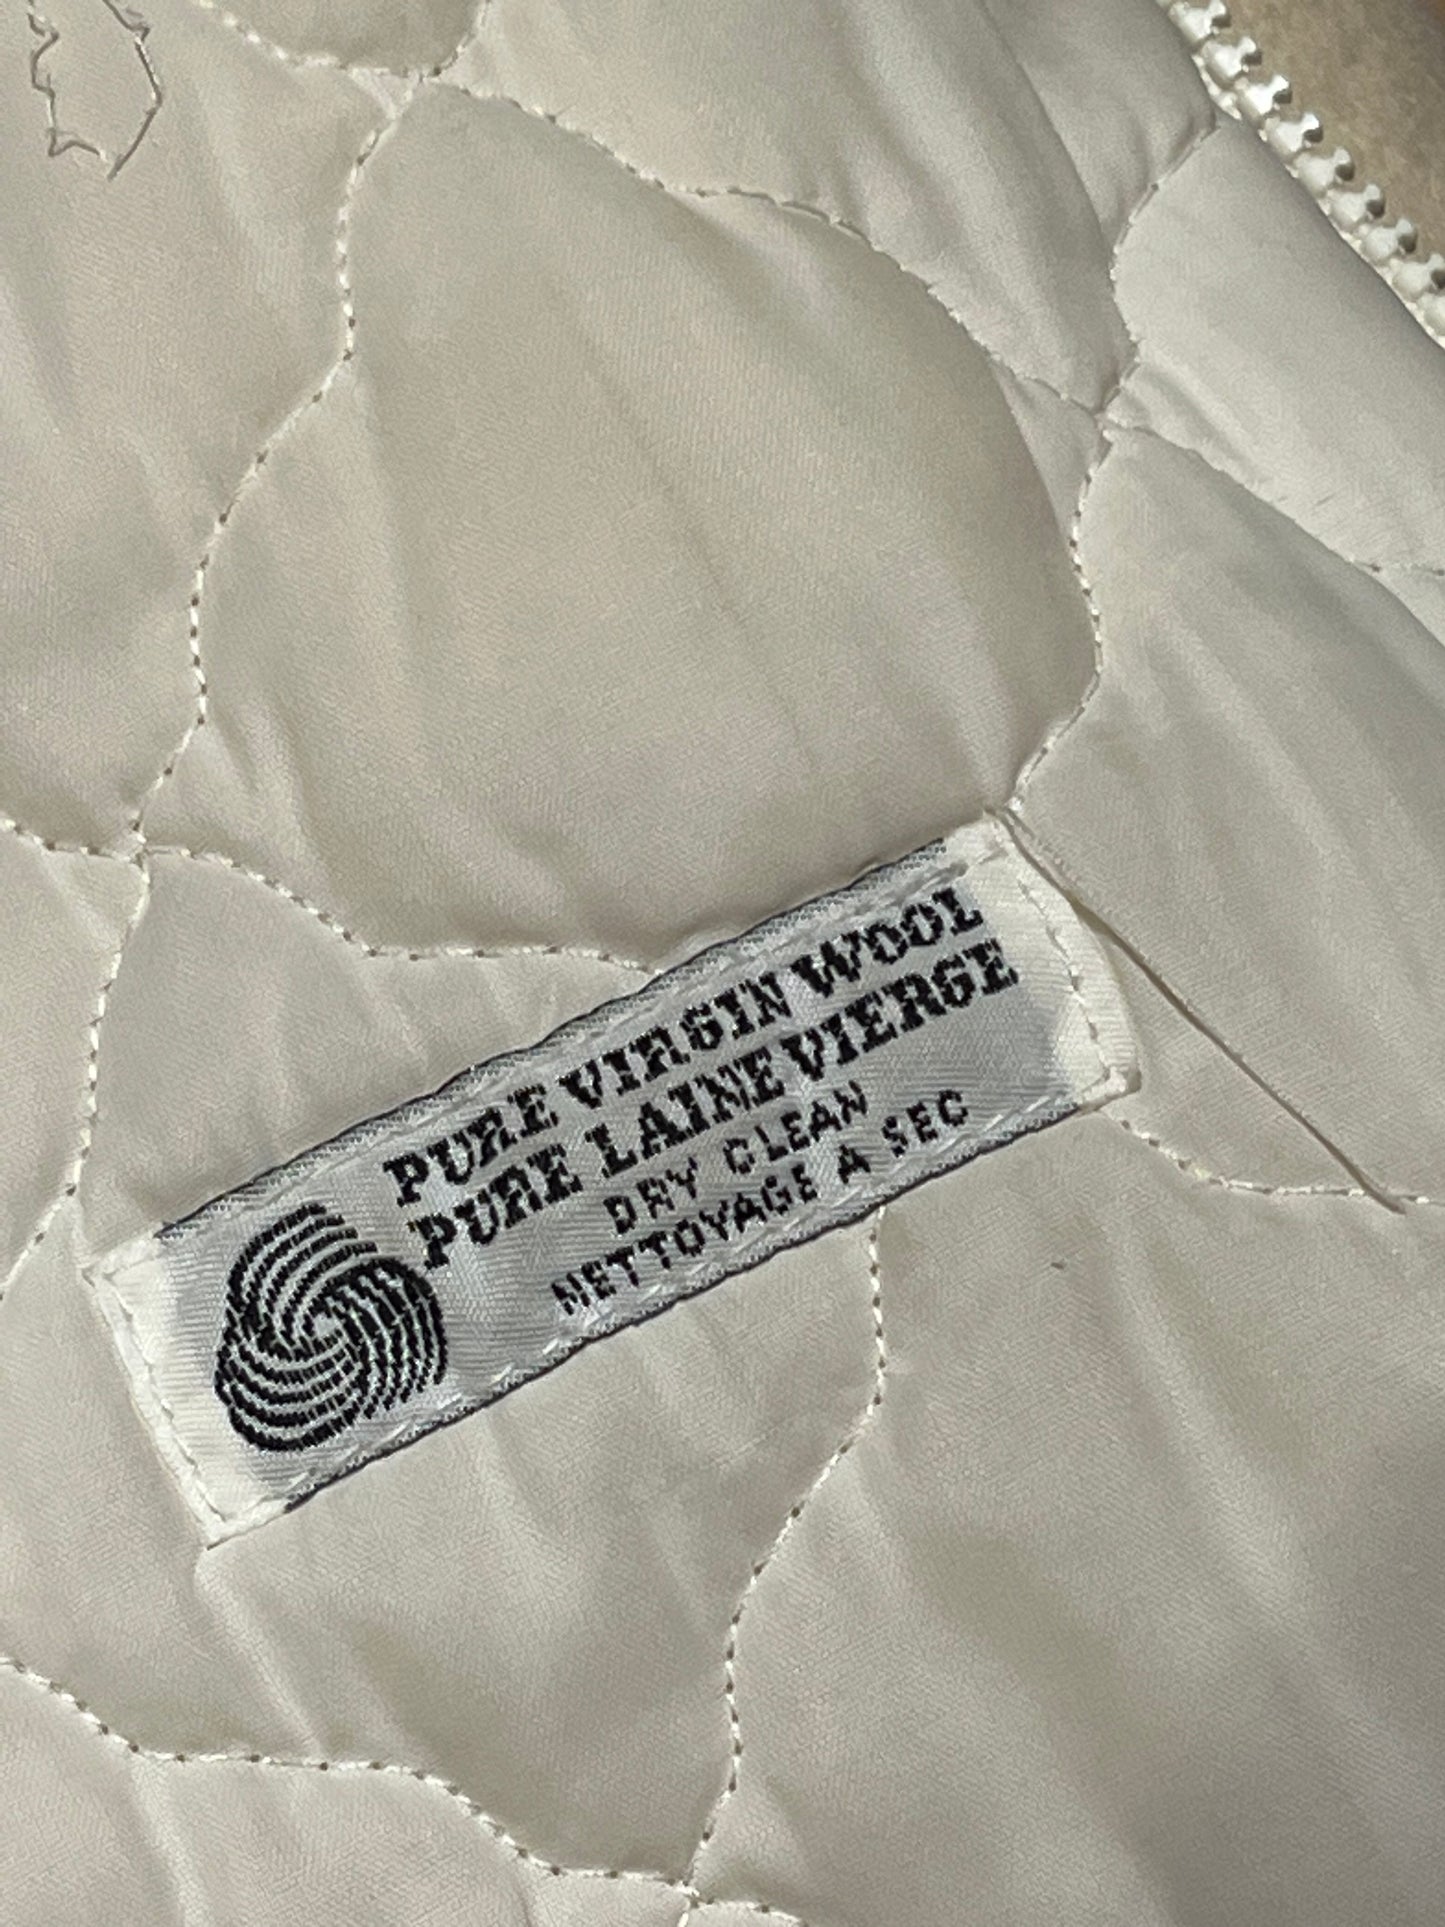 PURE VIRGIN WOOL
PURE LAINE VIERGE
DRY CLEAN
NETTOYAGE A SEC